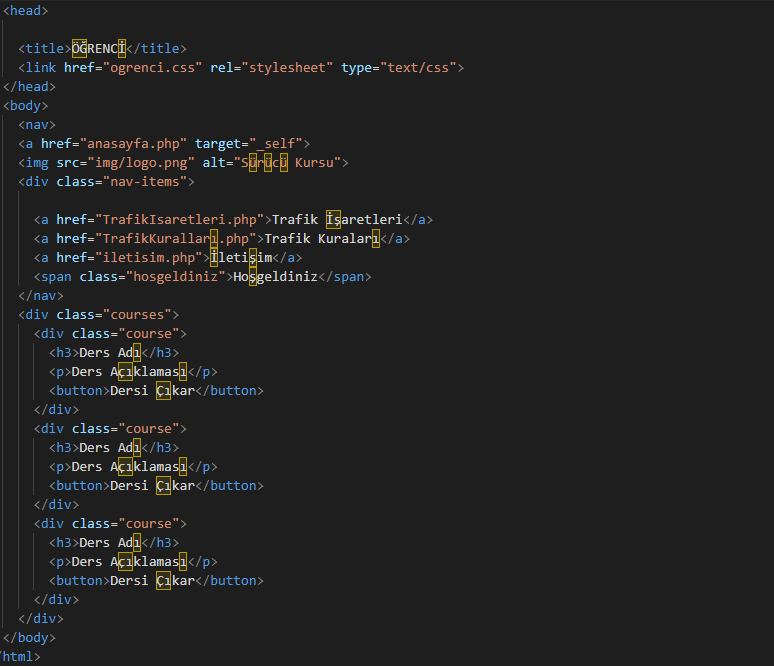 <head>
<title>ÖĞRENCİ</title>
<link href="ogrenci.css" rel="stylesheet" type="text/css">
</head>
<body>
<nav>
<a href="anasayfa.php" target="_self">
<img src="img/logo.png" alt="Sürücü Kursu">
<div class="nav-items">
<a href="TrafikIsaretleri.php">Trafik İşaretleri</a>
<a href="TrafikKuralları.php">Trafik Kuraları</a>
<a href="iletisim.php">İletişim</a>
<span class="hosgeldiniz">Hoşgeldiniz</span>
</nav>
<div class="courses">
<div class="course">
<h3>Ders Adı</h3>
<p>Ders Açıklaması</p>
<button>Dersi Çıkar</button>
</div>
<div class="course">
<h3>Ders Adı</h3>
<p>Ders Açıklaması</p>
<button>Dersi Çıkar</button>
</div>
<div class="course">
<h3>Ders Adı</h3>
<p>Ders Açıklaması</p>
<button>Dersi Çıkar</button>
</div>
</div>
</body>
/html>